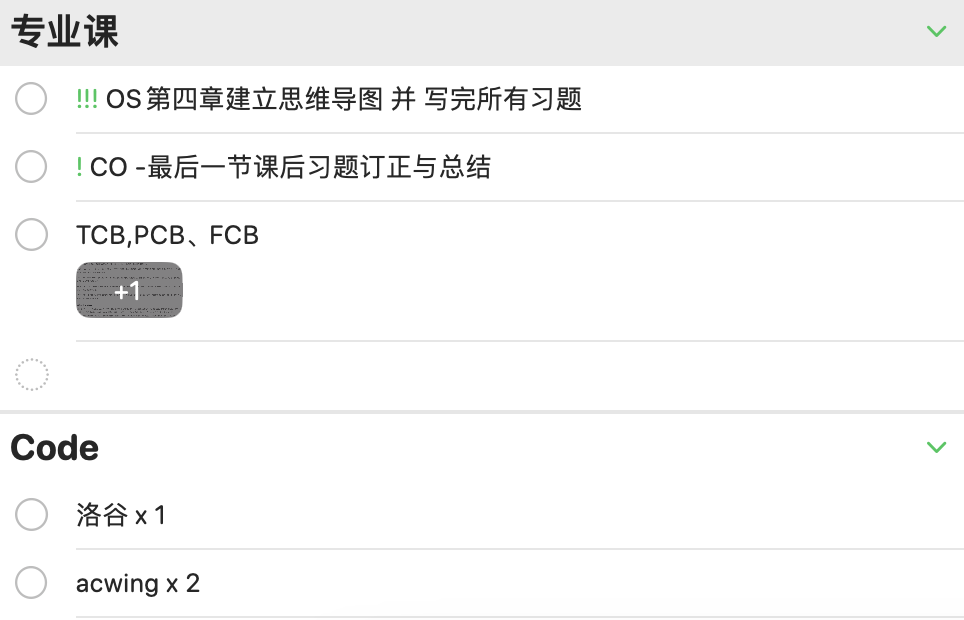 专业课
!!! OS第四章建立思维导图 并 写完所有习题
! CO -最后一节课后习题订正与总结
TCB,PCB、FCB
+1
Code
洛谷 x 1
acwing x 2